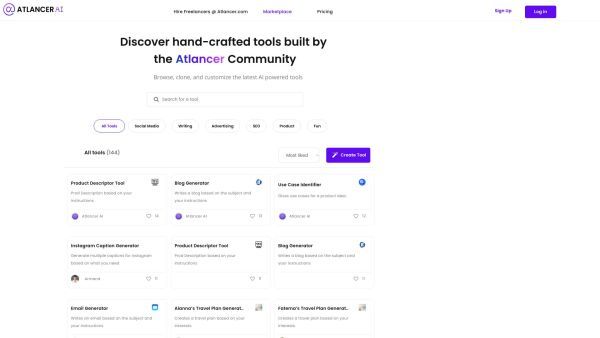 ATLANCER AI
Hire Freelancers @ Atlancer.com
Marketplace
Pricing
Sign Up
Log in
Discover hand-crafted tools built by
the Atlancer Community
Browse, clone, and customize the latest AI powered tools
Search for a tool
All Tools
Social Media
Writing
Advertising
SEO
Product
Fun
All tools (144)
Most liked
Create Tool
Product Descriptor Tool
Prod Description based on your
instructions
Atlancer AI
14
Blog Generator
Writes a blog based on the subject and
your instructions
Atlancer AI
13
Use Case Identifier
Gives use cases for a product idea
Atlancer AI
12
Instagram Caption Generator
Generate multiple captions for Instagram
based on what you need
Armand
Product Descriptor Tool
Prod Description based on your
instructions
Blog Generator
Writes a blog based on the subject and
your instructions
Email Generator
Writes an email based on the subject and
your instructions
Alanna's Travel Plan Generat..
Creates a travel plan based on your
interests
Fatema's Travel Plan Generat..
Creates a travel plan based on your
interests